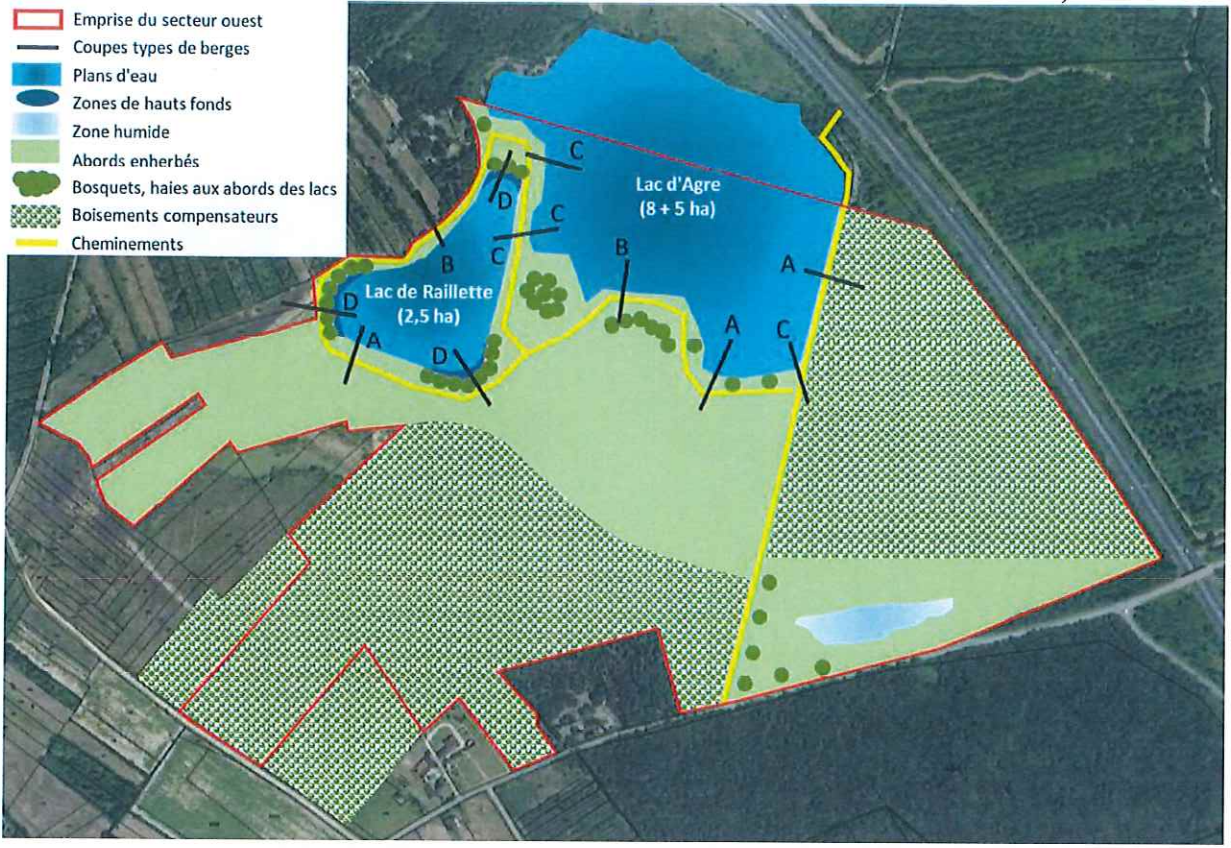 Emprise du secteur ouest
Coupes types de berges
Plans d'eau
Zones de hauts fonds
Zone humide
Abords enherbés
Bosquets, haies aux abords des lacs
Boisements compensateurs
Cheminements
C
Lac d'Agre
(8 + 5 ha)
D
C
C
B
B
A
D
Lac de Raillette
(2,5 ha)
A
D
A
C